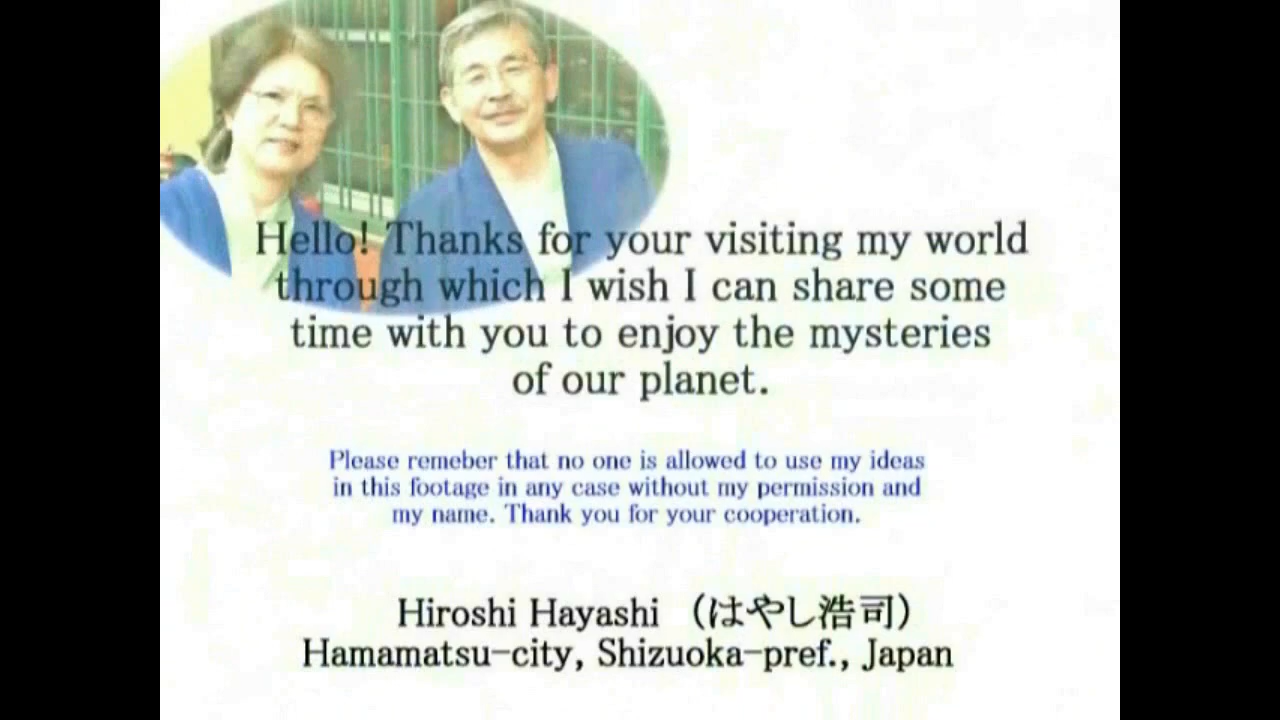 Hello! Thanks for your visiting my world
through which I wish I can share some
time with you to enjoy the mysteries
of our planet.
Please remeber that no one is allowed to use my ideas
in this footage in any case without my permission and
my name. Thank you for your cooperation.
Hiroshi Hayashi （はやし浩司）
Hamamatsu-city, Shizuoka-pref., Japan